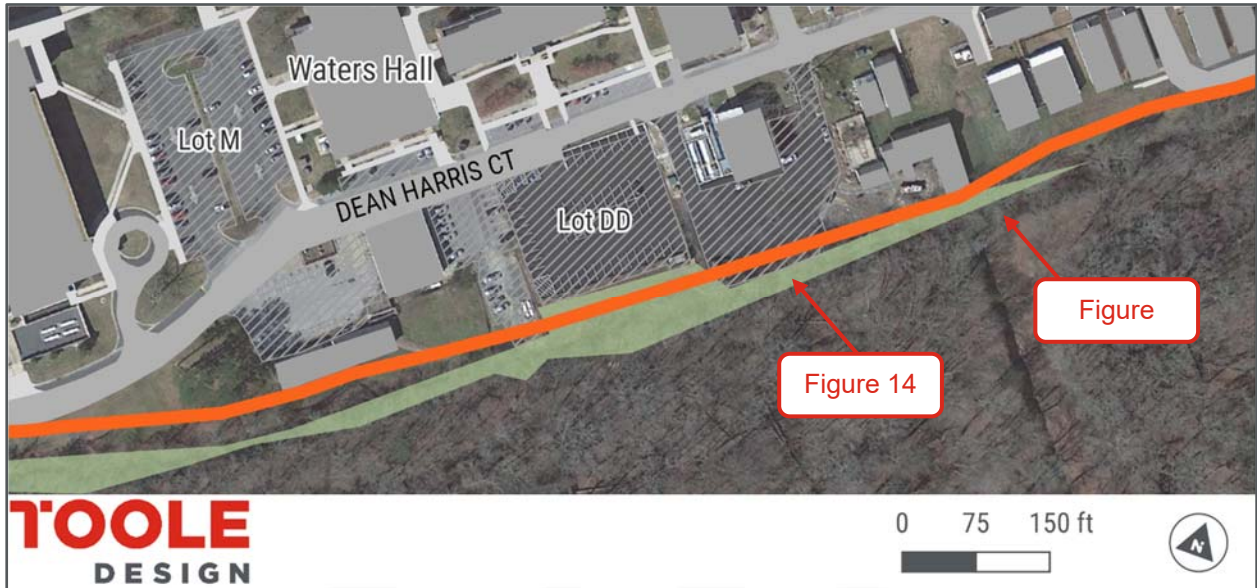 Waters Hall
Lot M
DEAN HARRIS CT
Lot DD
Figure
Figure 14
TOOLE
DESIGN
0 75 150 ft
N